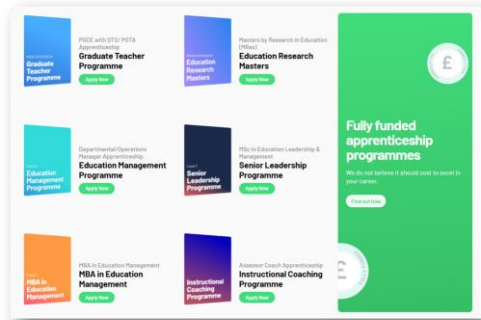 PGCE with QTS/ PGTA
Apprenticeship
Graduate Teacher
Programme
Apply Now
Graduate
Teacher
Programme
Masters by Research in Education
(MRes)
Education Research
Masters
Apply Now
Education
Research
Masters
Departmental/Operations
Manager Apprenticeship
Education Management
Programme
Apply Now
Education
Management
Programme
MSc in Education Leadership &
Management
Senior Leadership
Programme
Apply Now
Senior
Leadership
Programme
MBA in Education Management
MBA in Education
Management
Apply Now
MBA in
Education
Management
Assessor Coach Apprenticeship
Instructional Coaching
Programme
Apply Now
Instructional
Coaching
Programme
£
Fully funded
apprenticeship
programmes
We do not believe it should cost to excel in
your career.
Find out How
£